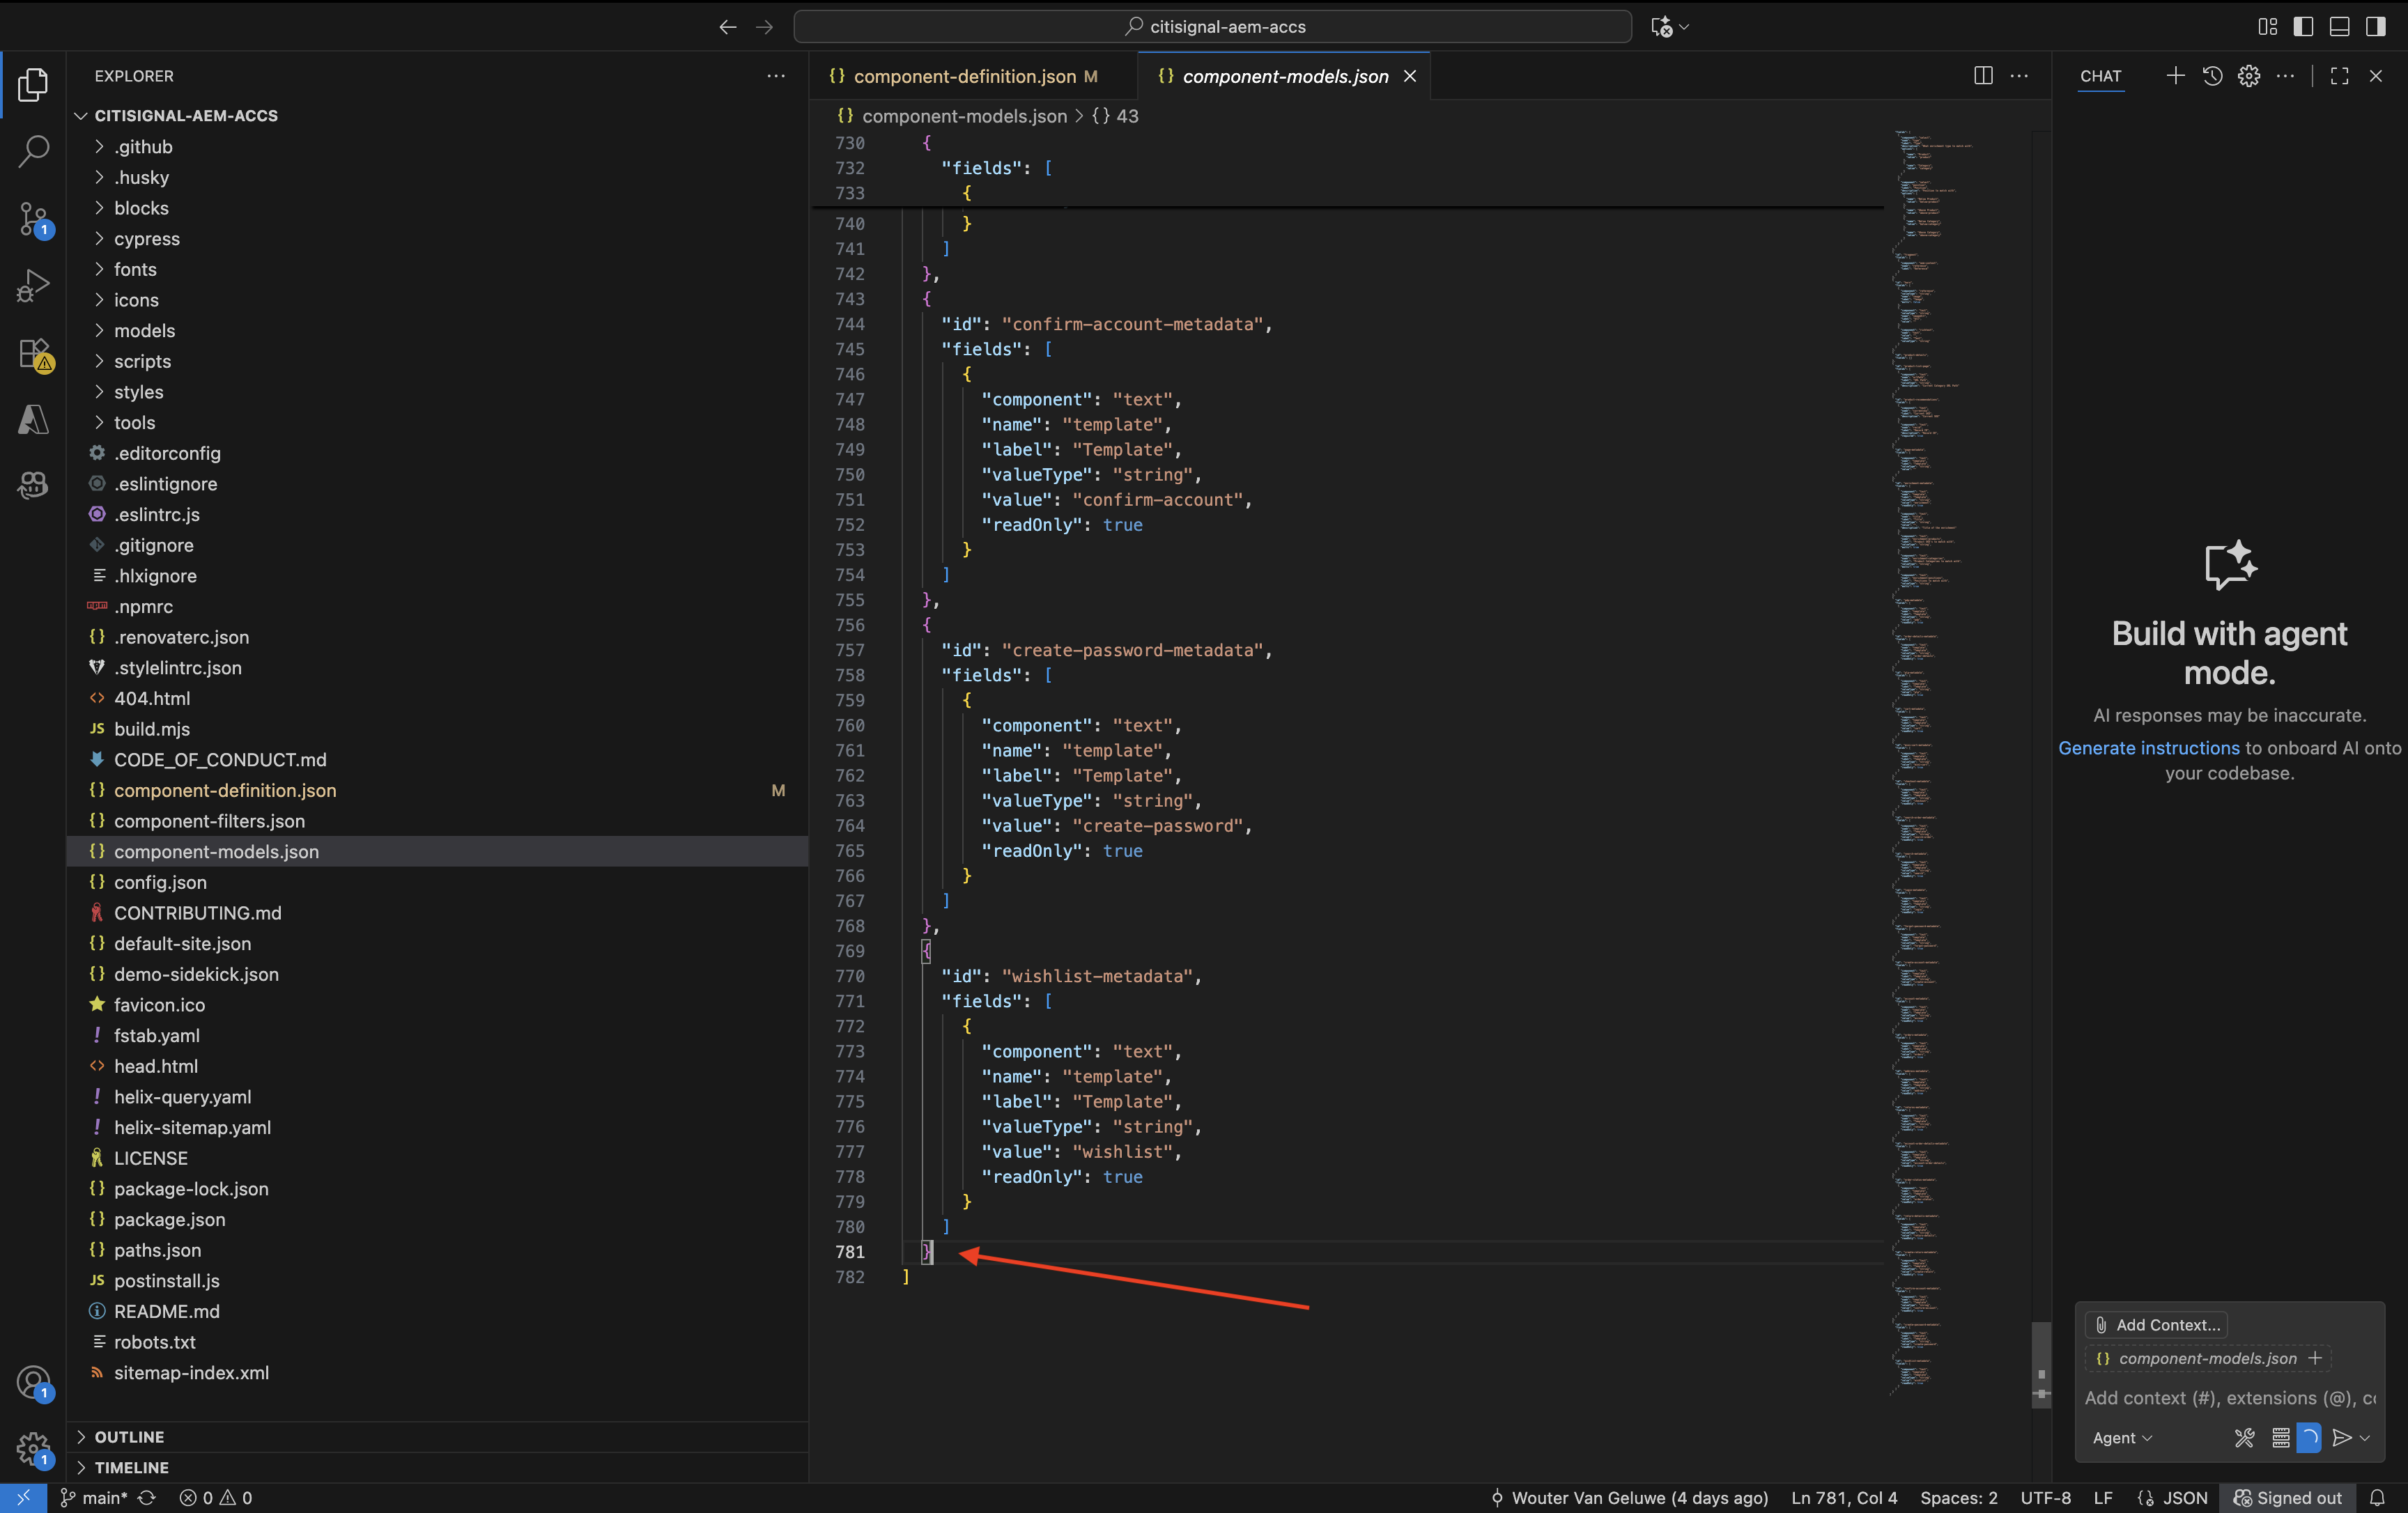 citisignal-aem-accs
EXPLORER
CITISIGNAL-AEM-ACCS
.github
.husky
blocks
cypress
fonts
icons
models
scripts
styles
tools
.editorconfig
.eslintignore
.eslintrc.js
.gitignore
.hlxignore
.npmrc
.renovaterc.json
.stylelintrc.json
404.html
build.mjs
CODE_OF_CONDUCT.md
component-definition.json M
component-filters.json
component-models.json
config.json
CONTRIBUTING.md
default-site.json
demo-sidekick.json
favicon.ico
fstab.yaml
head.html
helix-query.yaml
helix-sitemap.yaml
LICENSE
package-lock.json
package.json
paths.json
postinstall.js
README.md
robots.txt
sitemap-index.xml
OUTLINE
TIMELINE
{} component-definition.json M
{} component-models.json
{} component-models.json > {} 43
730 {
732 "fields": [
733 {
740 }
741 ]
742 },
743 {
744 "id": "confirm-account-metadata",
745 "fields": [
746 {
747 "component": "text",
748 "name": "template",
749 "label": "Template",
750 "valueType": "string",
751 "value": "confirm-account",
752 "readOnly": true
753 }
754 ]
755 },
756 {
757 "id": "create-password-metadata",
758 "fields": [
759 {
760 "component": "text",
761 "name": "template",
762 "label": "Template",
763 "valueType": "string",
764 "value": "create-password",
765 "readOnly": true
766 }
767 ]
768 },
769 {
770 "id": "wishlist-metadata",
771 "fields": [
772 {
773 "component": "text",
774 "name": "template",
775 "label": "Template",
776 "valueType": "string",
777 "value": "wishlist",
778 "readOnly": true
779 }
780 ]
781 }
782 ]
CHAT
Build with agent
mode.
AI responses may be inaccurate.
Generate instructions to onboard AI onto
your codebase.
Add Context...
{} component-models.json +
Add context (#), extensions (@), c
Agent
1
1
1
main* 0 0
Wouter Van Geluwe (4 days ago) Ln 781, Col 4 Spaces: 2 UTF-8 LF JSON Signed out